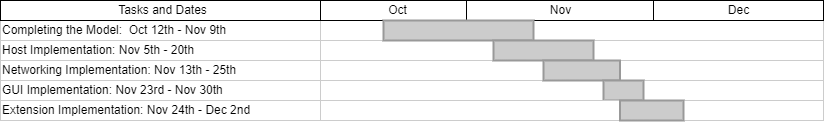 Tasks and Dates Oct Nov Dec
Completing the Model:  Oct 12th - Nov 9th
Host Implementation: Nov 5th - 20th
Networking Implementation: Nov 13th - 25th
GUI Implementation: Nov 23rd - Nov 30th
Extension Implementation: Nov 24th - Dec 2nd